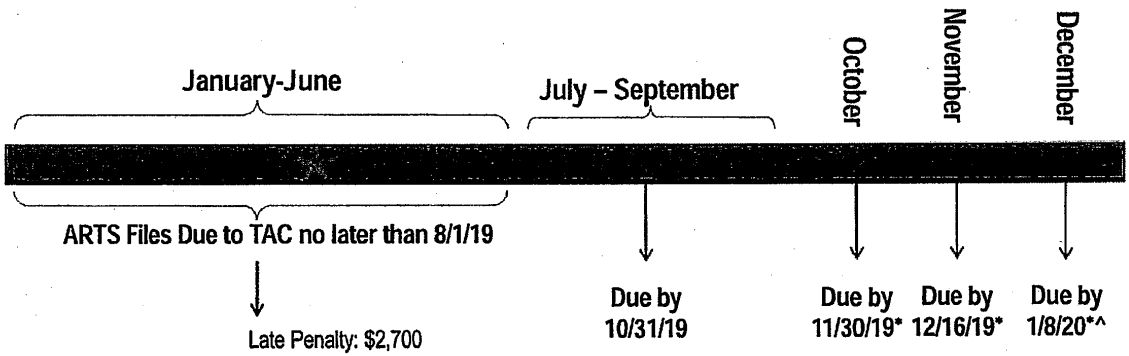 January-June
July – September
October
November
December
ARTS Files Due to TAC no later than 8/1/19
Late Penalty: $2,700
Due by
10/31/19
Due by
11/30/19*
Due by
12/16/19*
Due by
1/8/20*^